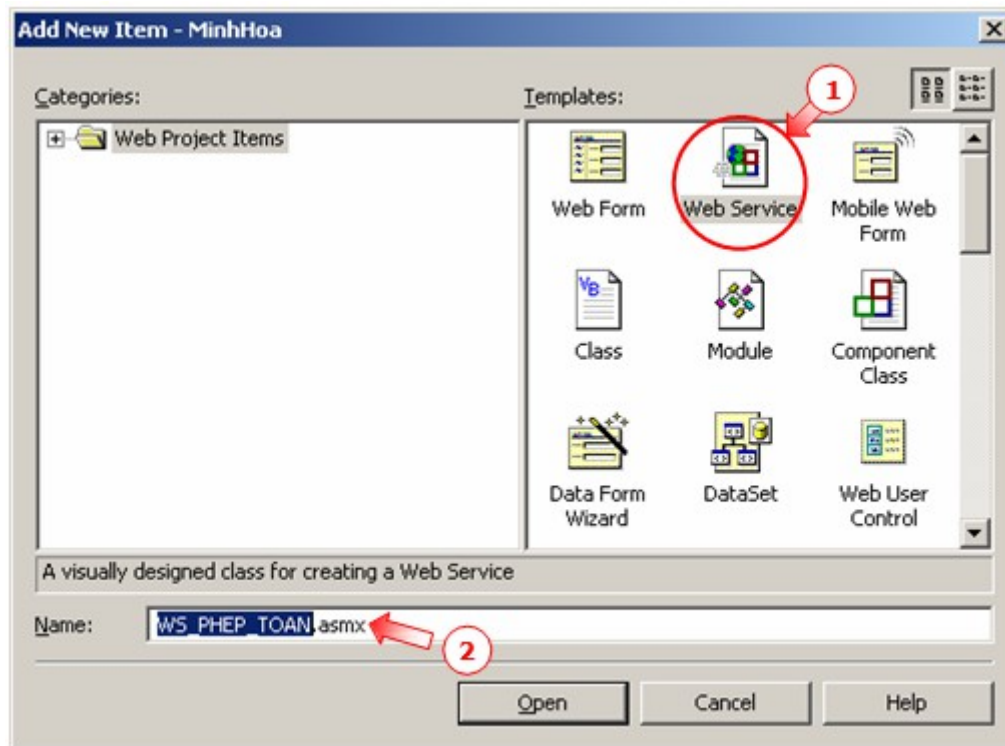 Add New Item - MinhHoa
Categories:
Templates:
1
Web Project Items
Web Form
Web Service
Mobile Web
Form
VB
Class
Module
Component
Class
Data Form
Wizard
DataSet
Web User
Control
A visually designed class for creating a Web Service
Name:
WS_PHEP_TOAN.asmx
2
Open
Cancel
Help